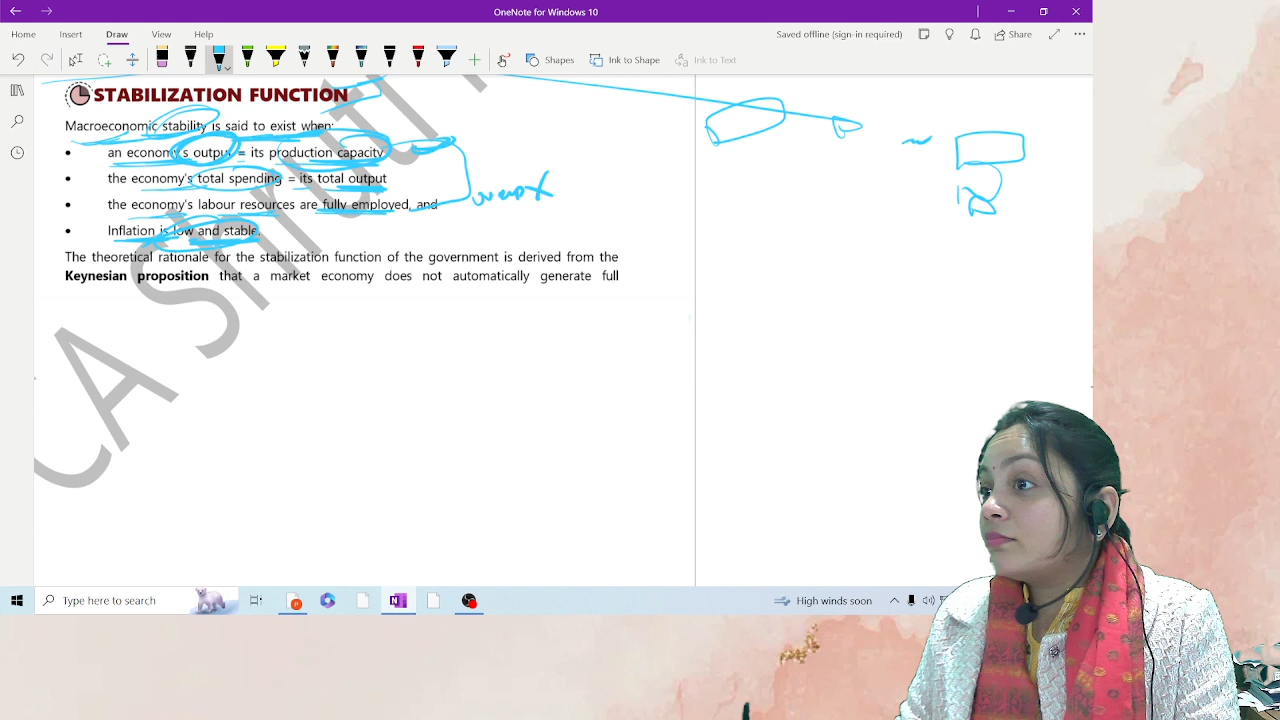 OneNote for Windows 10
Home Insert Draw View Help
Saved offline (sign-in required) Share
Shapes Ink to Shape Ink to Text
STABILIZATION FUNCTION
Macroeconomic stability is said to exist when:
• an economy's output = its production capacity
• the economy's total spending = its total output
• the economy's labour resources are fully employed, and
• Inflation is low and stable.
The theoretical rationale for the stabilization function of the government is derived from the
Keynesian proposition that a market economy does not automatically generate full
CA Shruti
Type here to search
High winds soon